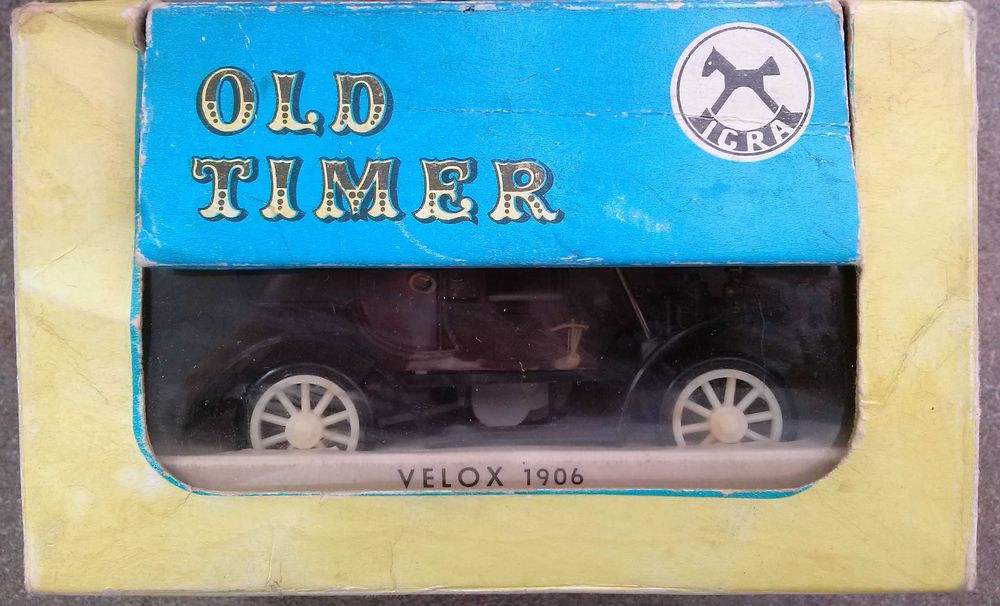 OLD
TIMER
IGRA
VELOX 1906